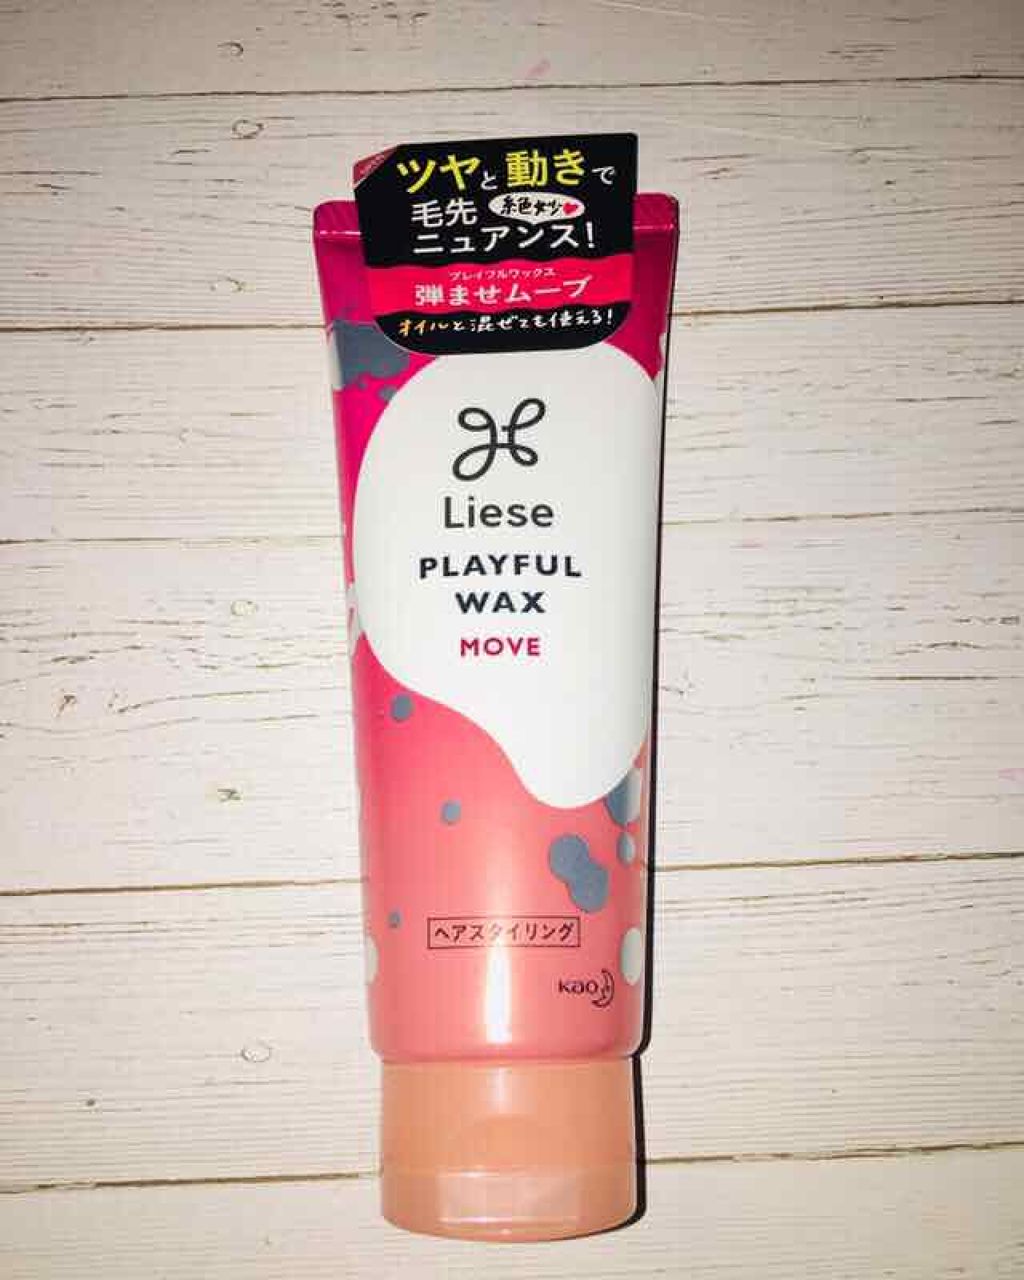 ツヤと動きで
毛先 絶妙♥
ニュアンス!
プレイフルワックス
弾ませムーブ
オイルと混ぜても使える!
Liese
PLAYFUL
WAX
MOVE
ヘアスタイリング
Kao